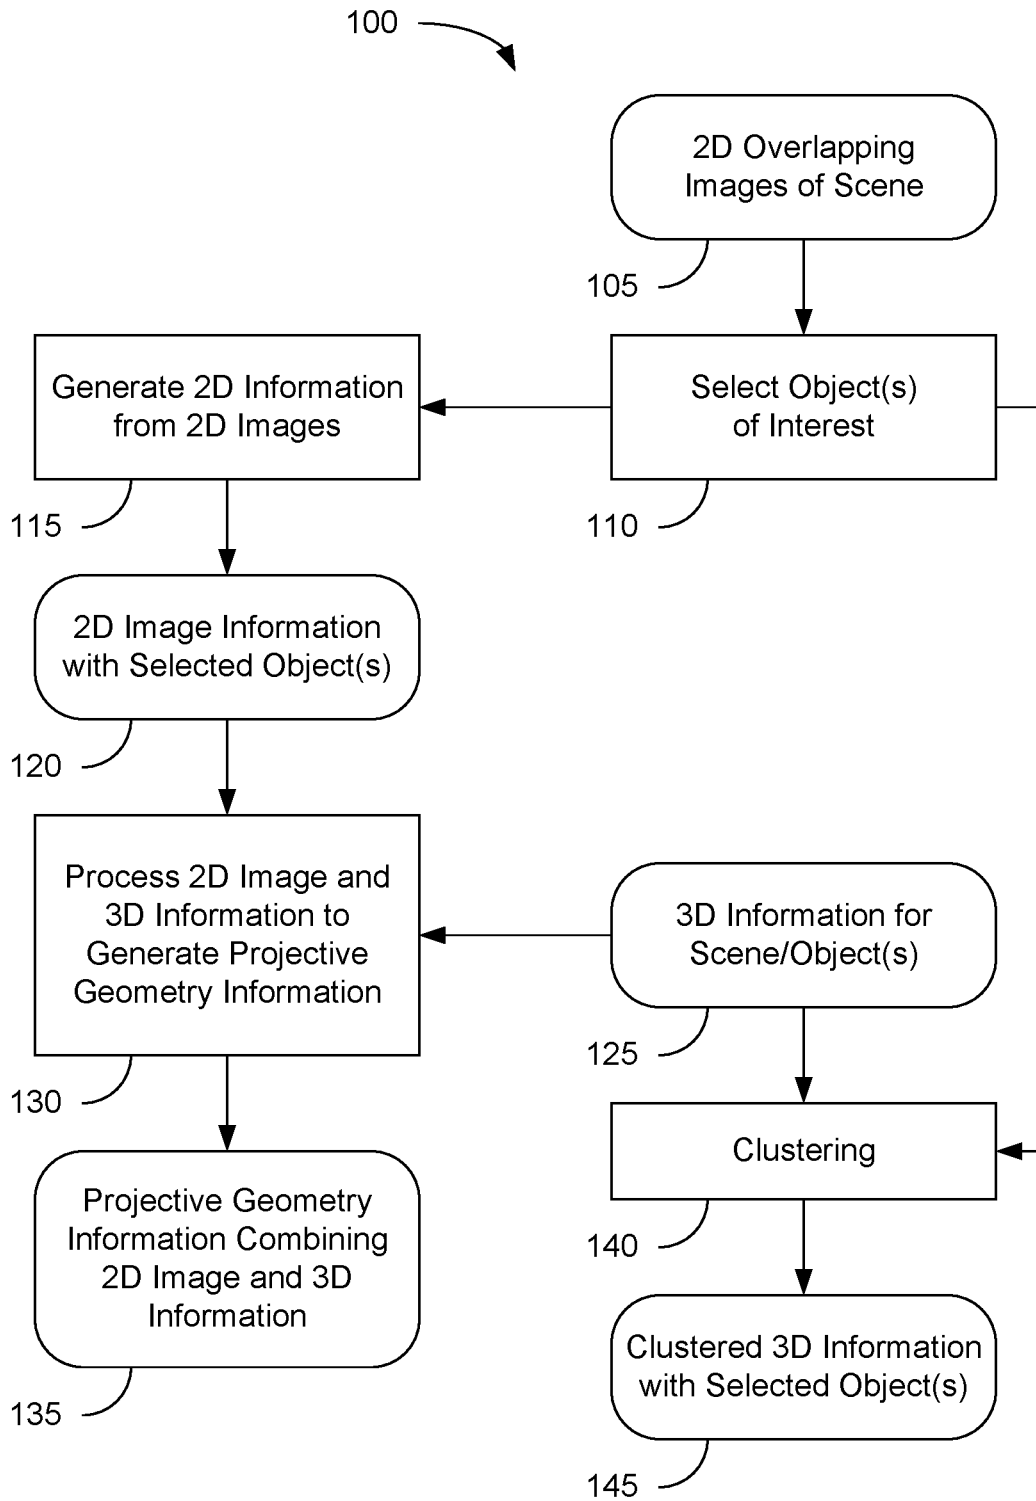 100
2D Overlapping
Images of Scene
105
Generate 2D Information
from 2D Images
115
Select Object(s)
of Interest
110
2D Image Information
with Selected Object(s)
120
Process 2D Image and
3D Information to
Generate Projective
Geometry Information
130
3D Information for
Scene/Object(s)
125
Clustering
140
Projective Geometry
Information Combining
2D Image and 3D
Information
135
Clustered 3D Information
with Selected Object(s)
145